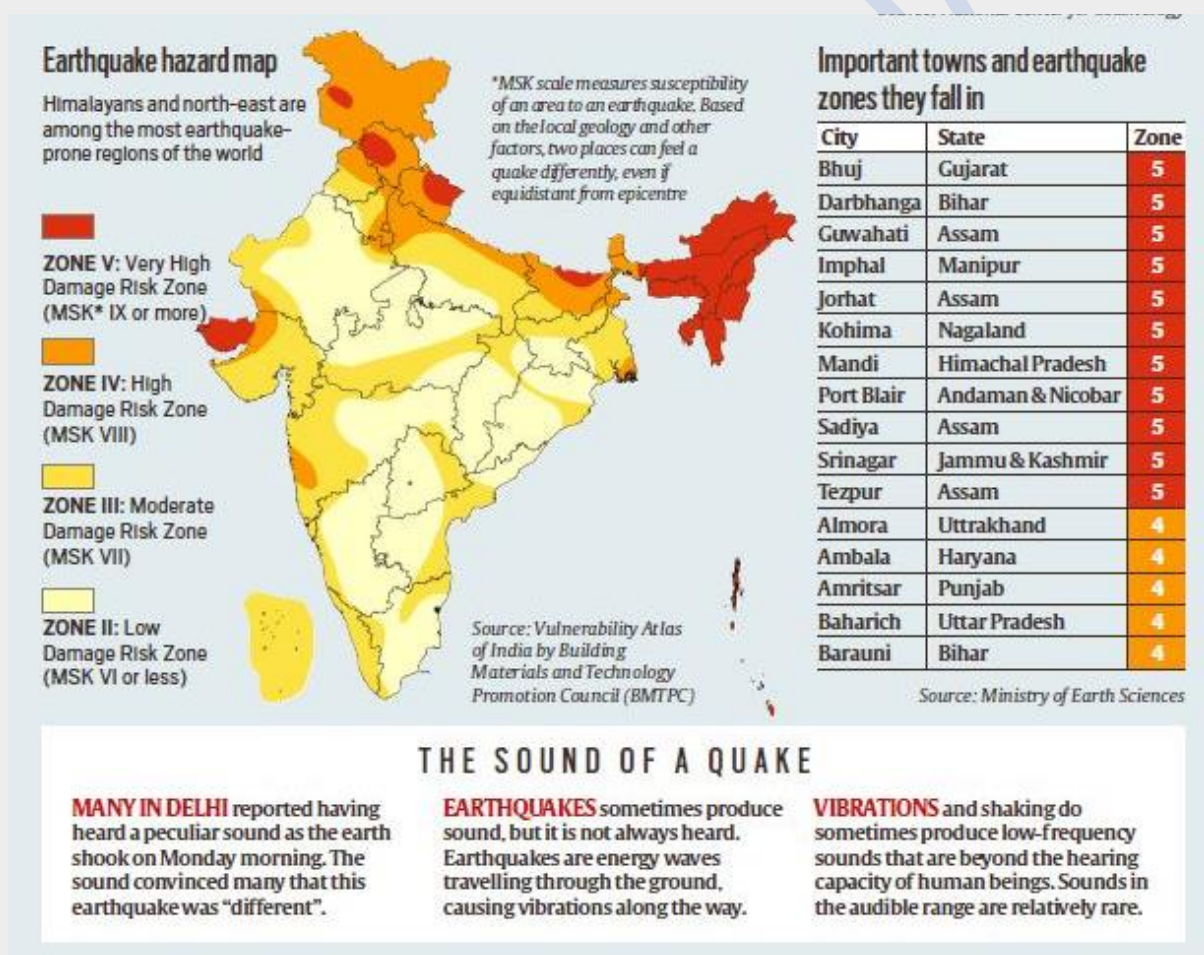 Earthquake hazard map
Himalayans and north-east are
among the most earthquake-
prone regions of the world
*MSK scale measures susceptibility
of an area to an earthquake. Based
on the local geology and other
factors, two places can feel a
quake differently, even if
equidistant from epicentre
ZONE V: Very High
Damage Risk Zone
(MSK* IX or more)
ZONE IV: High
Damage Risk Zone
(MSK VIII)
ZONE III: Moderate
Damage Risk Zone
(MSK VII)
ZONE II: Low
Damage Risk Zone
(MSK VI or less)
Source: Vulnerability Atlas
of India by Building
Materials and Technology
Promotion Council (BMTPC)
Important towns and earthquake
zones they fall in
City State Zone
Bhuj Gujarat 5
Darbhanga Bihar 5
Guwahati Assam 5
Imphal Manipur 5
Jorhat Assam 5
Kohima Nagaland 5
Mandi Himachal Pradesh 5
Port Blair Andaman & Nicobar 5
Sadiya Assam 5
Srinagar Jammu & Kashmir 5
Tezpur Assam 5
Almora Uttrakhand 4
Ambala Haryana 4
Amritsar Punjab 4
Baharich Uttar Pradesh 4
Barauni Bihar 4
Source: Ministry of Earth Sciences
THE SOUND OF A QUAKE
MANY IN DELHI reported having
heard a peculiar sound as the earth
shook on Monday morning. The
sound convinced many that this
earthquake was “different”.
EARTHQUAKES sometimes produce
sound, but it is not always heard.
Earthquakes are energy waves
travelling through the ground,
causing vibrations along the way.
VIBRATIONS and shaking do
sometimes produce low-frequency
sounds that are beyond the hearing
capacity of human beings. Sounds in
the audible range are relatively rare.